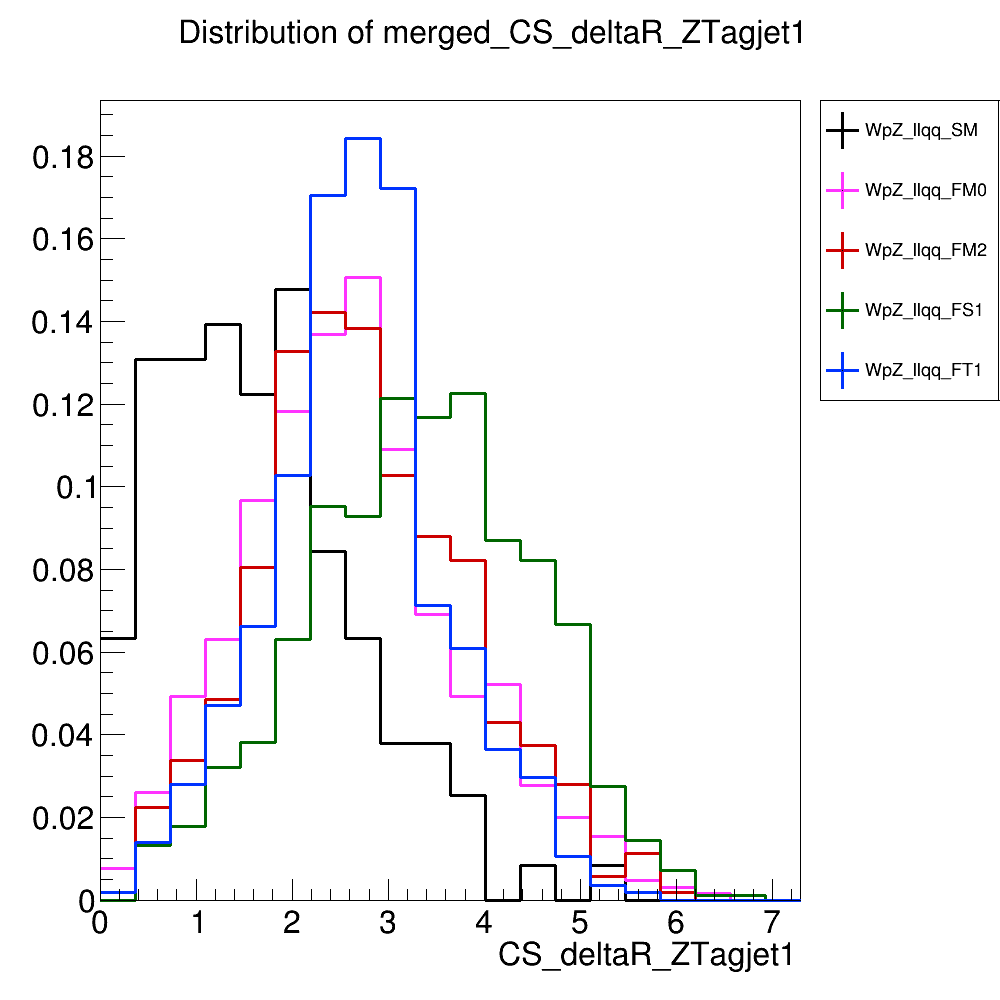 Distribution of merged_CS_deltaR_ZTagjet1
WpZ_llqq_SM
WpZ_llqq_FM0
WpZ_llqq_FM2
WpZ_llqq_FS1
WpZ_llqq_FT1
0.18
0.16
0.14
0.12
0.1
0.08
0.06
0.04
0.02
0
0 1 2 3 4 5 6 7
CS_deltaR_ZTagjet1